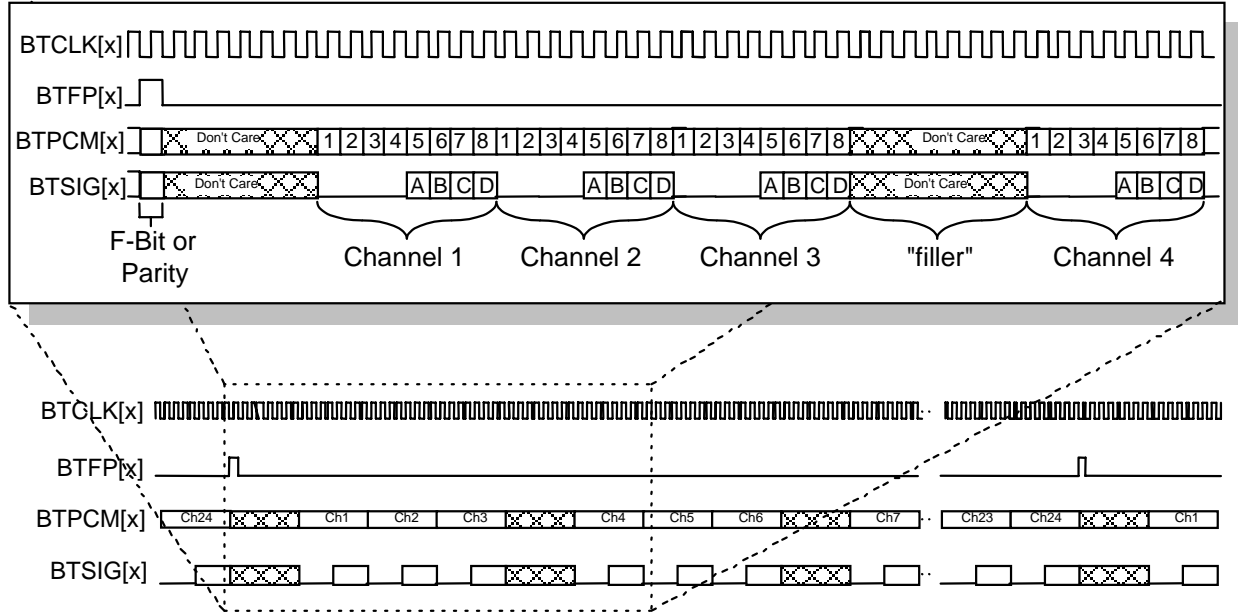 BTCLK[x]
BTFP[x]
BTPCM[x] Don't Care 1 2 3 4 5 6 7 8 1 2 3 4 5 6 7 8 1 2 3 4 5 6 7 8 Don't Care 1 2 3 4 5 6 7 8
BTSIG[x] Don't Care A B C D A B C D A B C D Don't Care A B C D
F-Bit or
Parity
Channel 1 Channel 2 Channel 3 "filler" Channel 4
BTCLK[x]
BTFP[x]
BTPCM[x] Ch24 Ch1 Ch2 Ch3 Ch4 Ch5 Ch6 Ch7 Ch23 Ch24 Ch1
BTSIG[x]